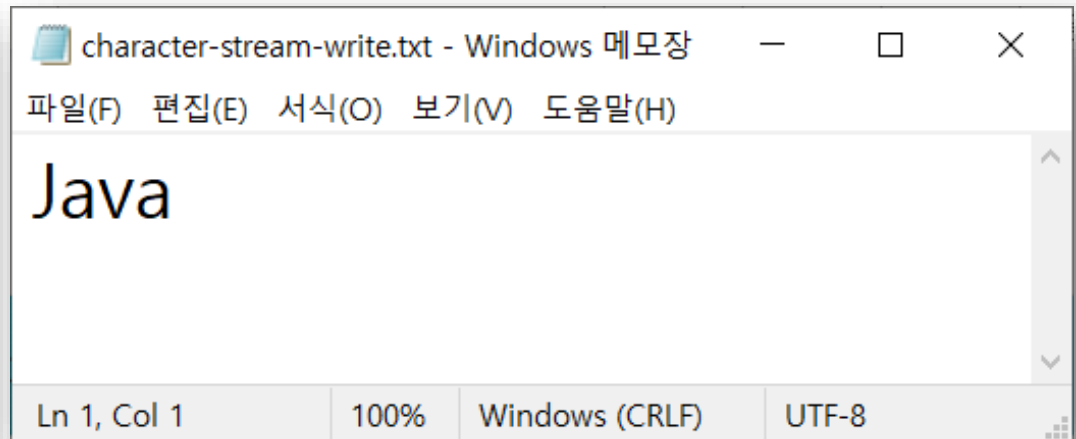 character-stream-write.txt - Windows 메모장
파일(F) 편집(E) 서식(O) 보기(V) 도움말(H)
Java
Ln 1, Col 1 100% Windows (CRLF) UTF-8